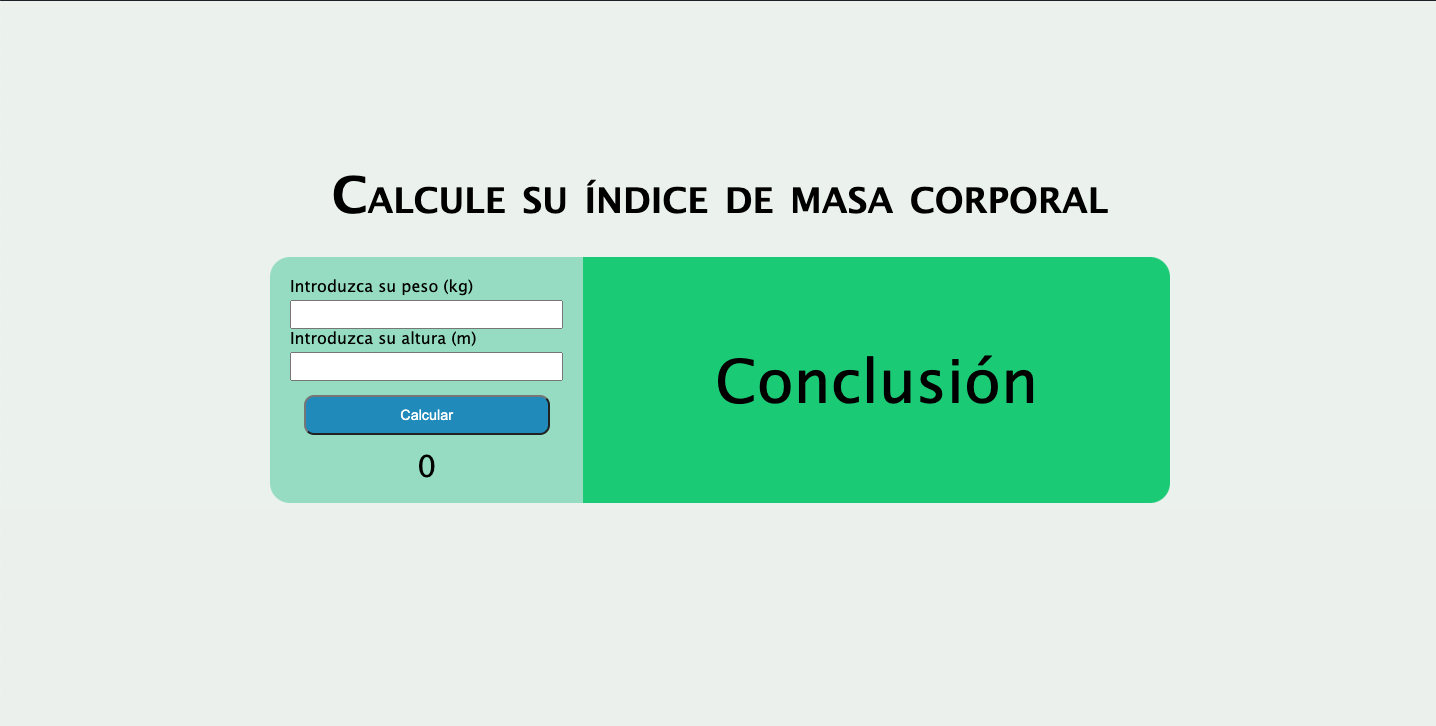 Calcule su índice de masa corporal
Introduzca su peso (kg)
Introduzca su altura (m)
Calcular
0
Conclusión